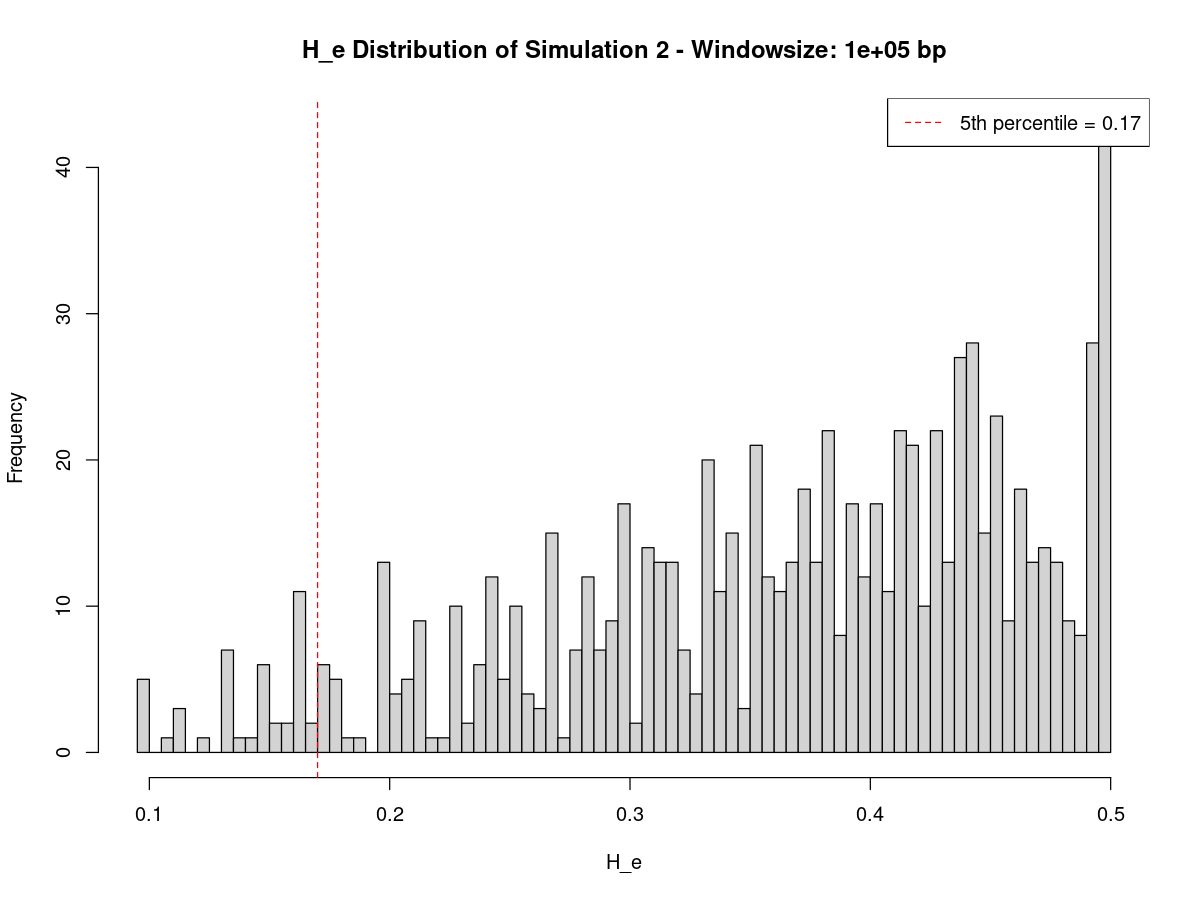 H_e Distribution of Simulation 2 - Windowsize: 1e+05 bp
5th percentile = 0.17
Frequency
40
30
20
10
0
0.1 0.2 0.3 0.4 0.5
H_e